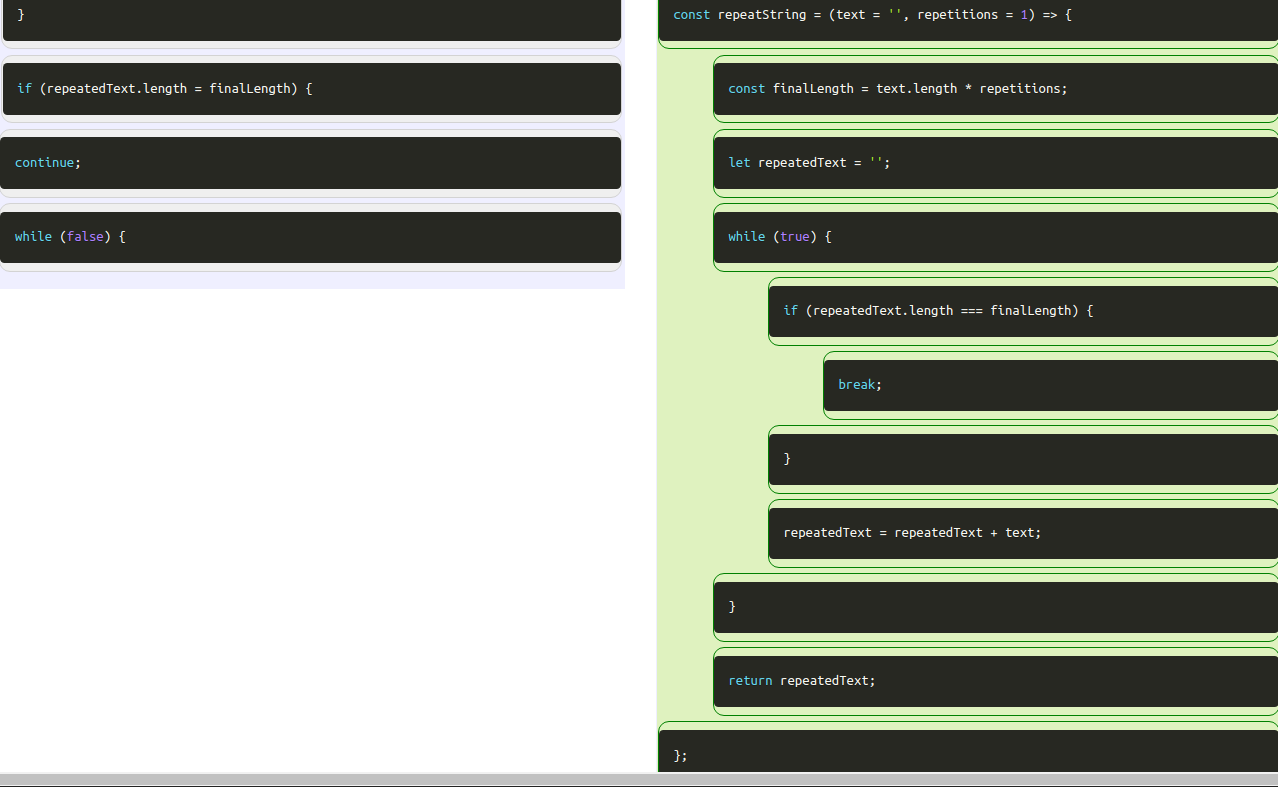 }
if (repeatedText.length = finalLength) {
continue;
while (false) {
const repeatString = (text = '', repetitions = 1) => {
const finalLength = text.length * repetitions;
let repeatedText = '';
while (true) {
if (repeatedText.length === finalLength) {
break;
}
repeatedText = repeatedText + text;
}
return repeatedText;
};